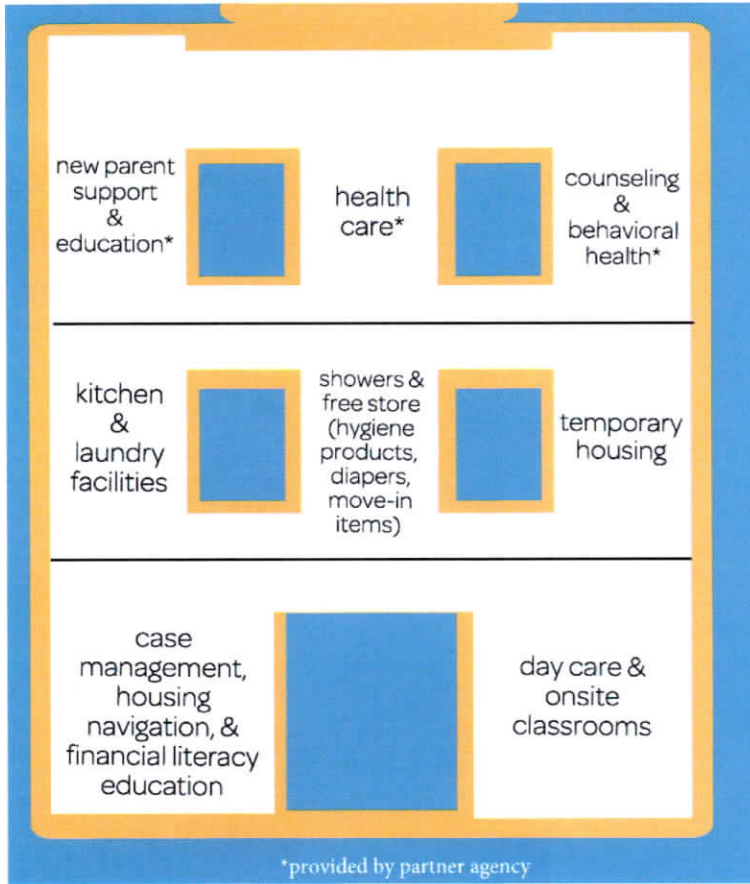 new parent
support
&
education*
health
care*
counseling
&
behavioral
health*
kitchen
&
laundry
facilities
showers &
free store
(hygiene
products,
diapers,
move-in
items)
temporary
housing
case
management,
housing
navigation, &
financial literacy
education
day care &
onsite
classrooms
*provided by partner agency